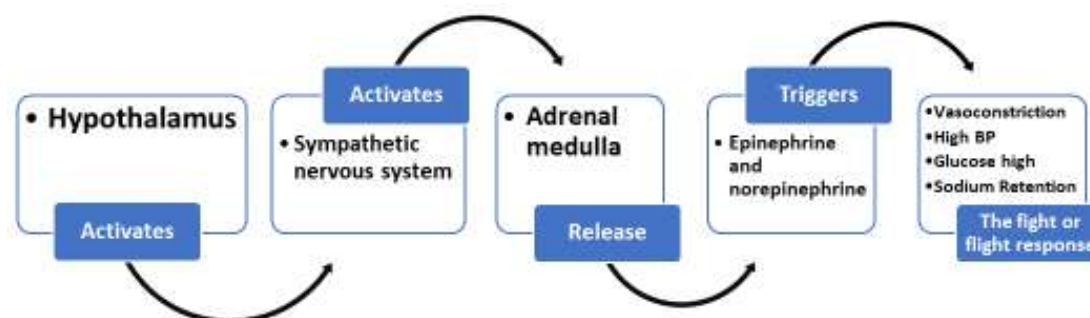 • Hypothalamus
Activates
Activates
• Sympathetic
nervous system
• Adrenal
medulla
Release
Triggers
• Epinephrine
and
norepinephrine
• Vasoconstriction
• High BP
• Glucose high
• Sodium Retention
The fight or
flight response